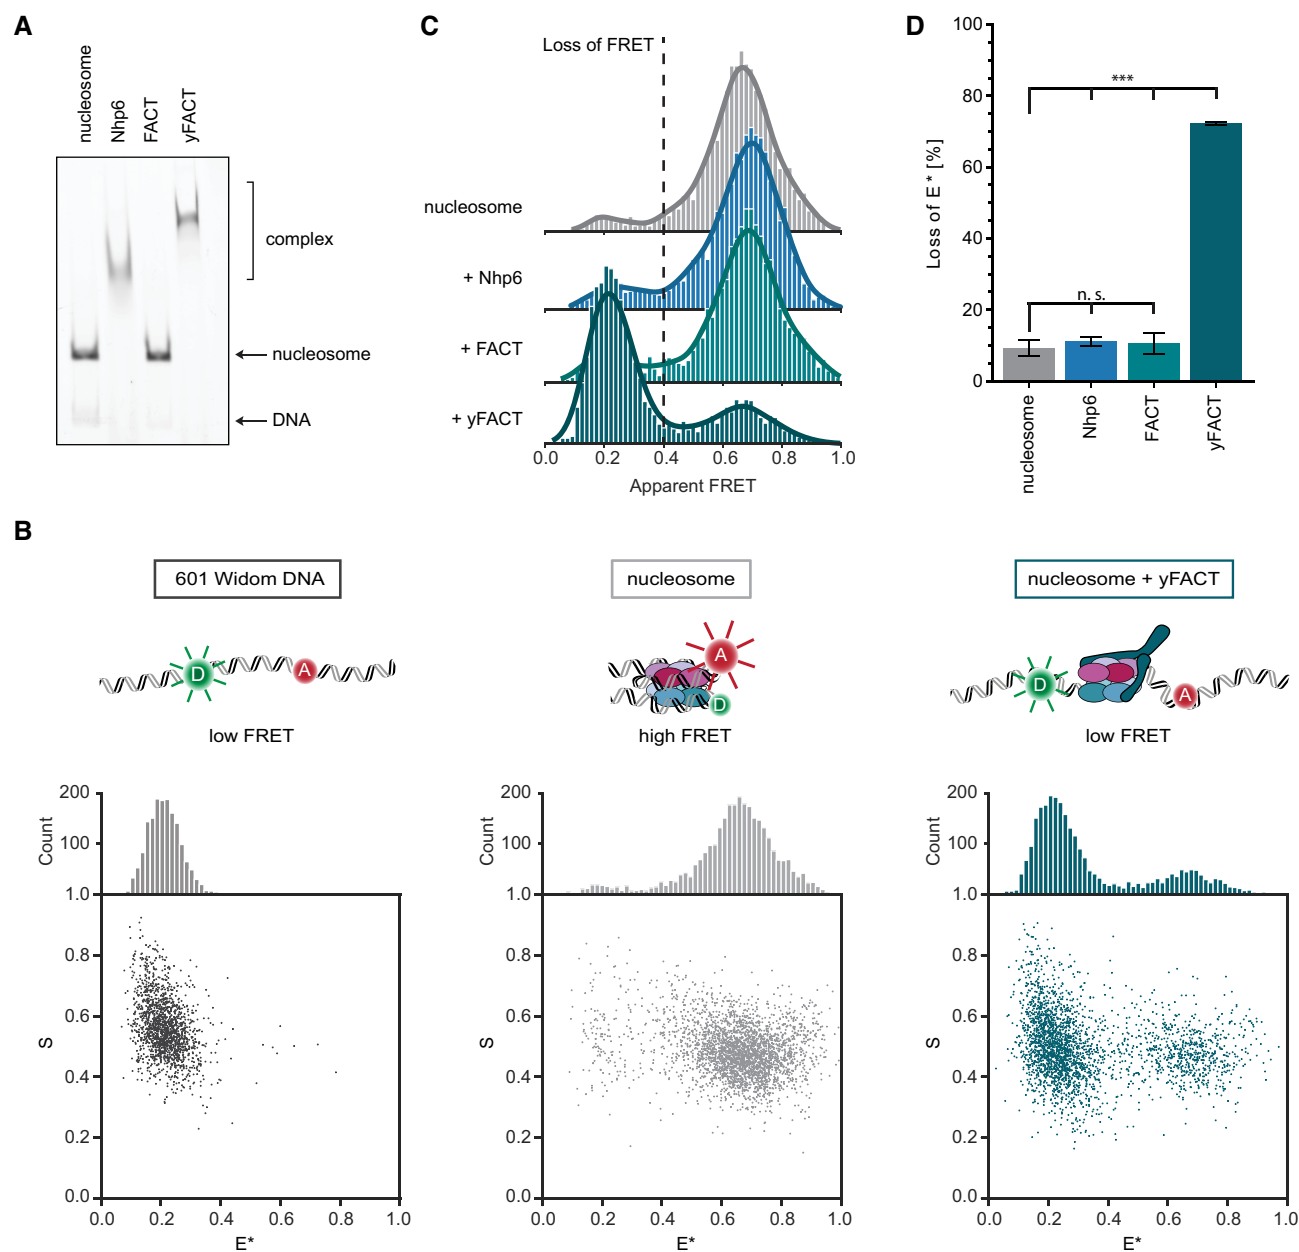 A
nucleosome
Nhp6
FACT
yFACT
complex
nucleosome
DNA
C
Loss of FRET
nucleosome
+ Nhp6
+ FACT
+ yFACT
0.0 0.2 0.4 0.6 0.8 1.0
Apparent FRET
D
100
80
60
40
20
0
Loss of E* [%]
***
n. s.
nucleosome
Nhp6
FACT
yFACT
B
601 Widom DNA
D
A
low FRET
200
100
Count
1.0
0.8
0.6
0.4
0.2
0.0
S
0.0 0.2 0.4 0.6 0.8 1.0
E*
nucleosome
A
D
high FRET
200
100
Count
1.0
0.8
0.6
0.4
0.2
0.0
S
0.0 0.2 0.4 0.6 0.8 1.0
E*
nucleosome + yFACT
D
A
low FRET
200
100
Count
1.0
0.8
0.6
0.4
0.2
0.0
S
0.0 0.2 0.4 0.6 0.8 1.0
E*